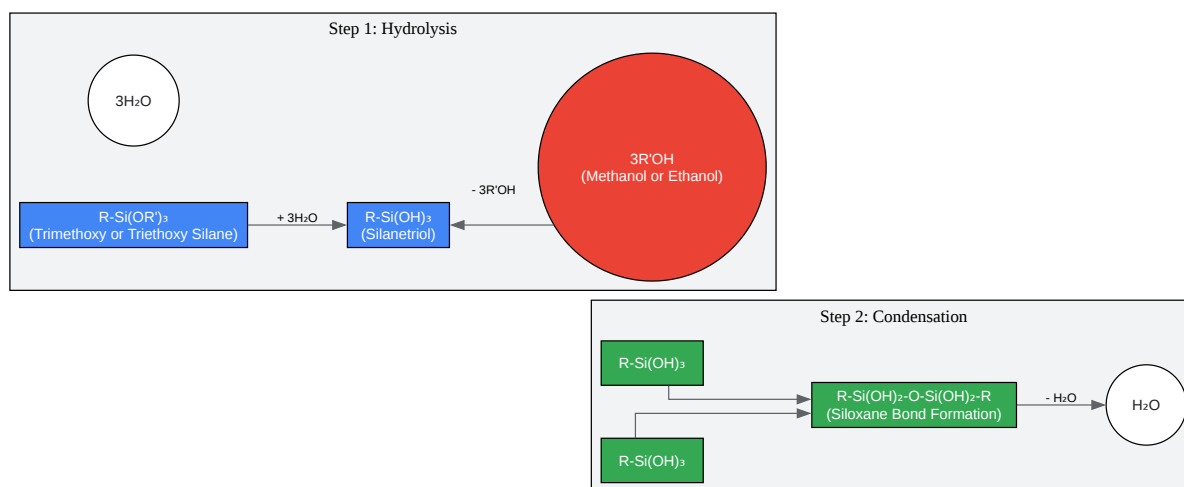 Step 1: Hydrolysis
3H₂O
3R'OH
(Methanol or Ethanol)
- 3R'OH
R-Si(OR')₃
(Trimethoxy or Triethoxy Silane)
+ 3H₂O
R-Si(OH)₃
(Silanetriol)
Step 2: Condensation
R-Si(OH)₃
R-Si(OH)₂-O-Si(OH)₂-R
(Siloxane Bond Formation)
- H₂O
H₂O
R-Si(OH)₃